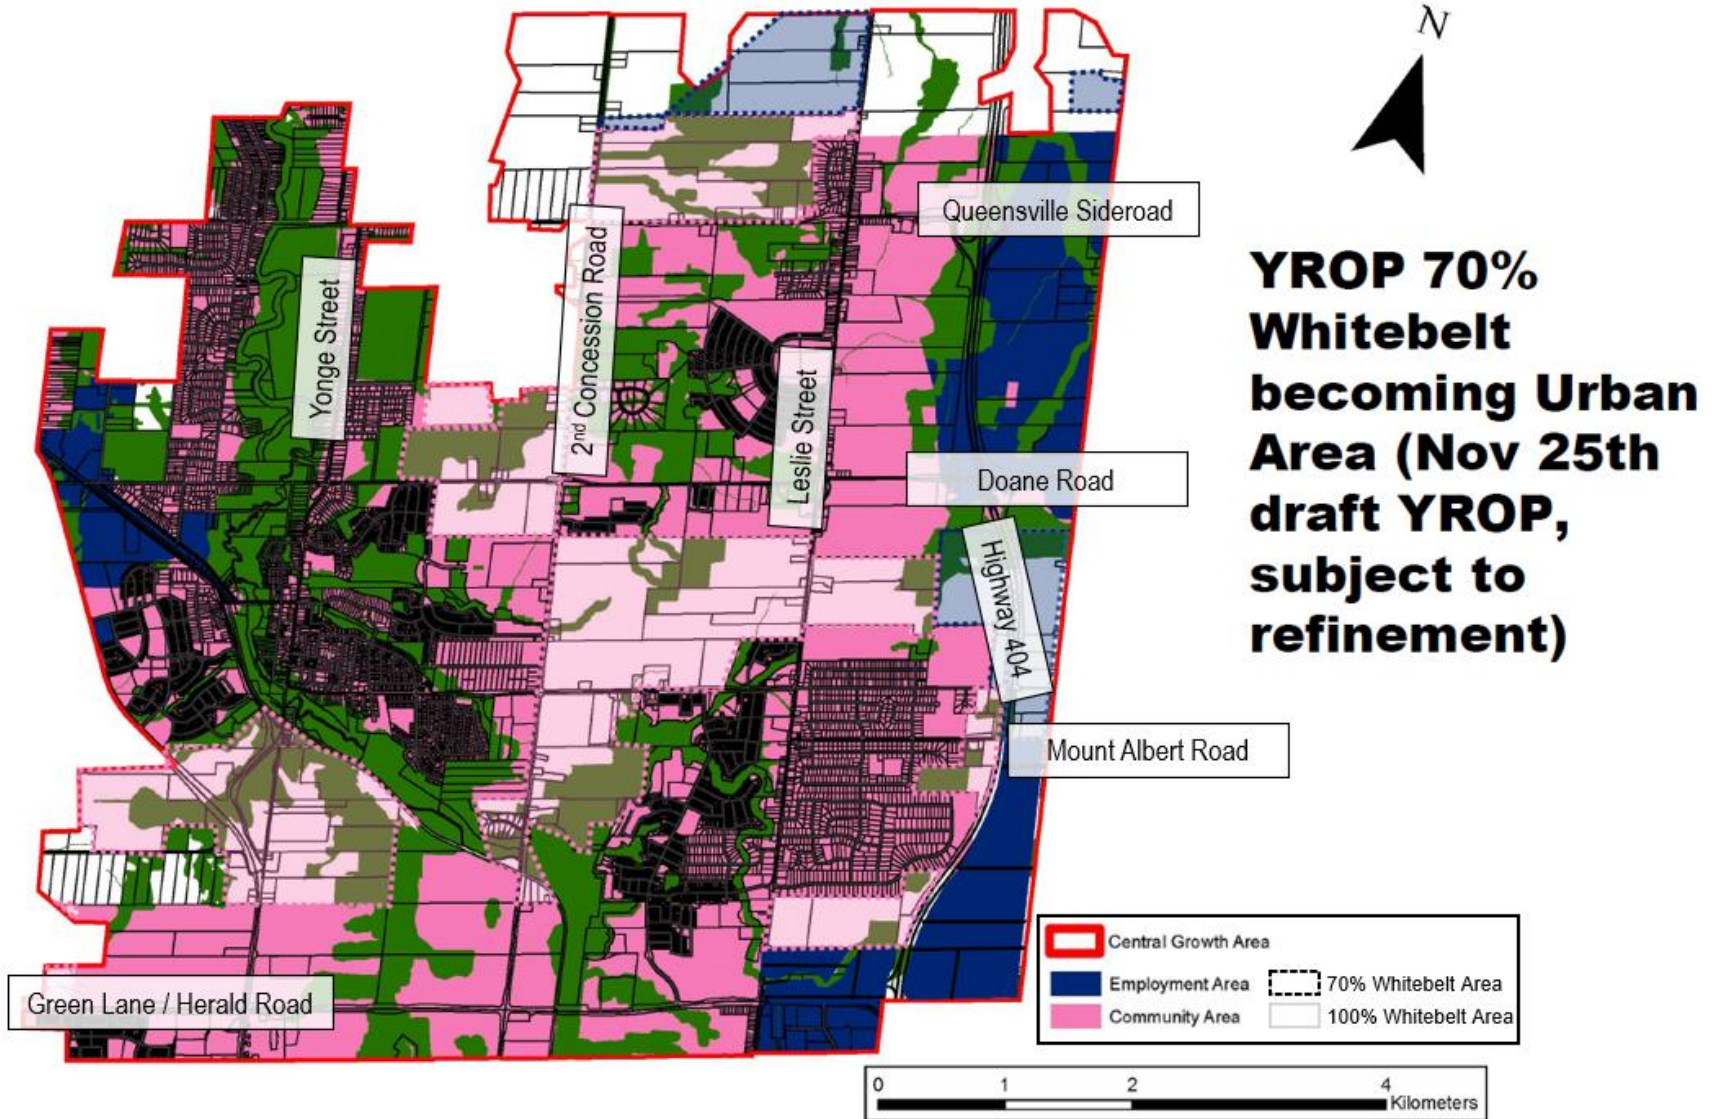 N
Queensville Sideroad
YROP 70%
Whitebelt
becoming Urban
Area (Nov 25th
draft YROP,
subject to
refinement)
Yonge Street
2nd Concession Road
Leslie Street
Doane Road
Highway 404
Mount Albert Road
Green Lane / Herald Road
Central Growth Area
Employment Area
70% Whitebelt Area
Community Area
100% Whitebelt Area
0 1 2 4
Kilometers